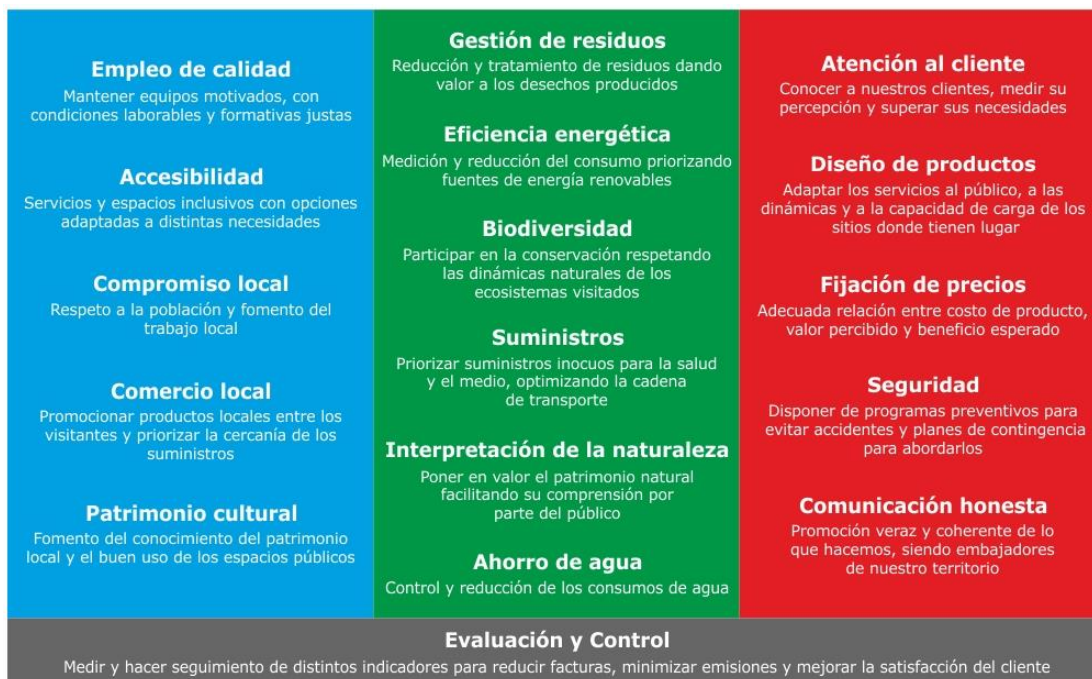 Empleo de calidad
Mantener equipos motivados, con
condiciones laborables y formativas justas
Accesibilidad
Servicios y espacios inclusivos con opciones
adaptadas a distintas necesidades
Compromiso local
Respeto a la población y fomento del
trabajo local
Comercio local
Promocionar productos locales entre los
visitantes y priorizar la cercanía de los
suministros
Patrimonio cultural
Fomento del conocimiento del patrimonio
local y el buen uso de los espacios públicos
Gestión de residuos
Reducción y tratamiento de residuos dando
valor a los desechos producidos
Eficiencia energética
Medición y reducción del consumo priorizando
fuentes de energía renovables
Biodiversidad
Participar en la conservación respetando
las dinámicas naturales de los
ecosistemas visitados
Suministros
Priorizar suministros inocuos para la salud
y el medio, optimizando la cadena
de transporte
Interpretación de la naturaleza
Poner en valor el patrimonio natural
facilitando su comprensión por
parte del público
Ahorro de agua
Control y reducción de los consumos de agua
Atención al cliente
Conocer a nuestros clientes, medir su
percepción y superar sus necesidades
Diseño de productos
Adaptar los servicios al público, a las
dinámicas y a la capacidad de carga de los
sitios donde tienen lugar
Fijación de precios
Adecuada relación entre costo de producto,
valor percibido y beneficio esperado
Seguridad
Disponer de programas preventivos para
evitar accidentes y planes de contingencia
para abordarlos
Comunicación honesta
Promoción veraz y coherente de lo
que hacemos, siendo embajadores
de nuestro territorio
Evaluación y Control
Medir y hacer seguimiento de distintos indicadores para reducir facturas, minimizar emisiones y mejorar la satisfacción del cliente